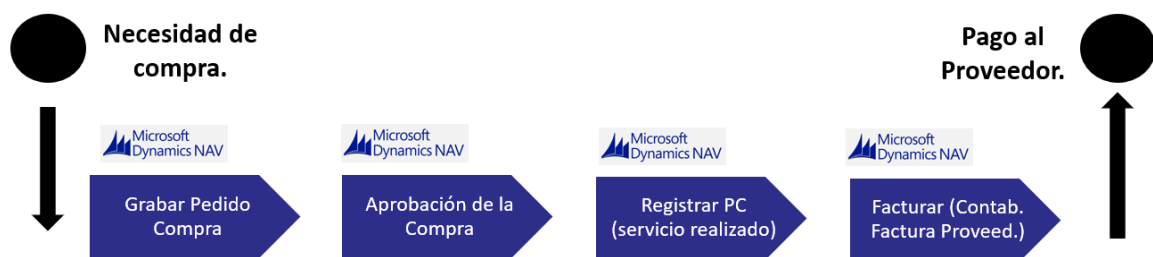 Necesidad de
compra.
Pago al
Proveedor.
Microsoft
Dynamics NAV
Microsoft
Dynamics NAV
Microsoft
Dynamics NAV
Microsoft
Dynamics NAV
Grabar Pedido
Compra
Aprobación de la
Compra
Registrar PC
(servicio realizado)
Facturar (Contab.
Factura Proveed.)